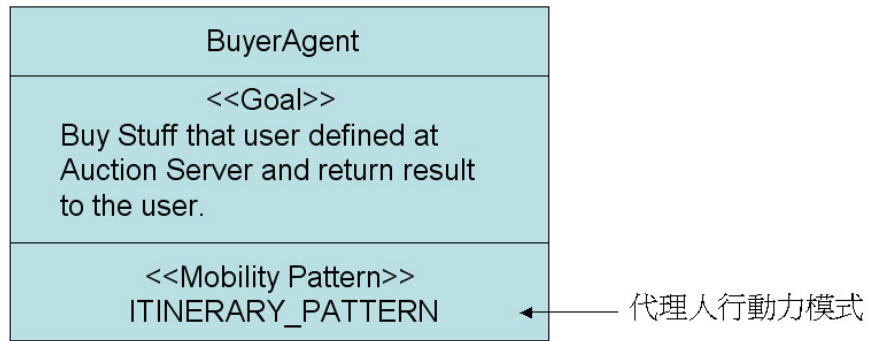 BuyerAgent
<<Goal>>
Buy Stuff that user defined at
Auction Server and return result
to the user.
<<Mobility Pattern>>
ITINERARY_PATTERN
代理人行動力模式